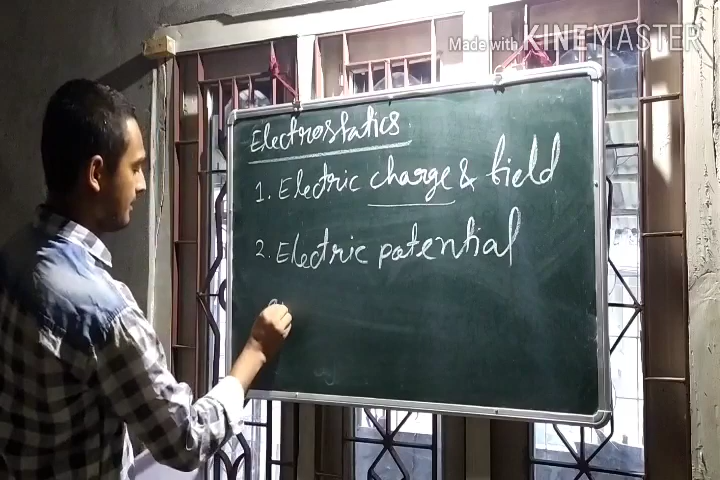 Made with KINEMASTER
Electrostatics
1. Electric charge & field
2. Electric potential